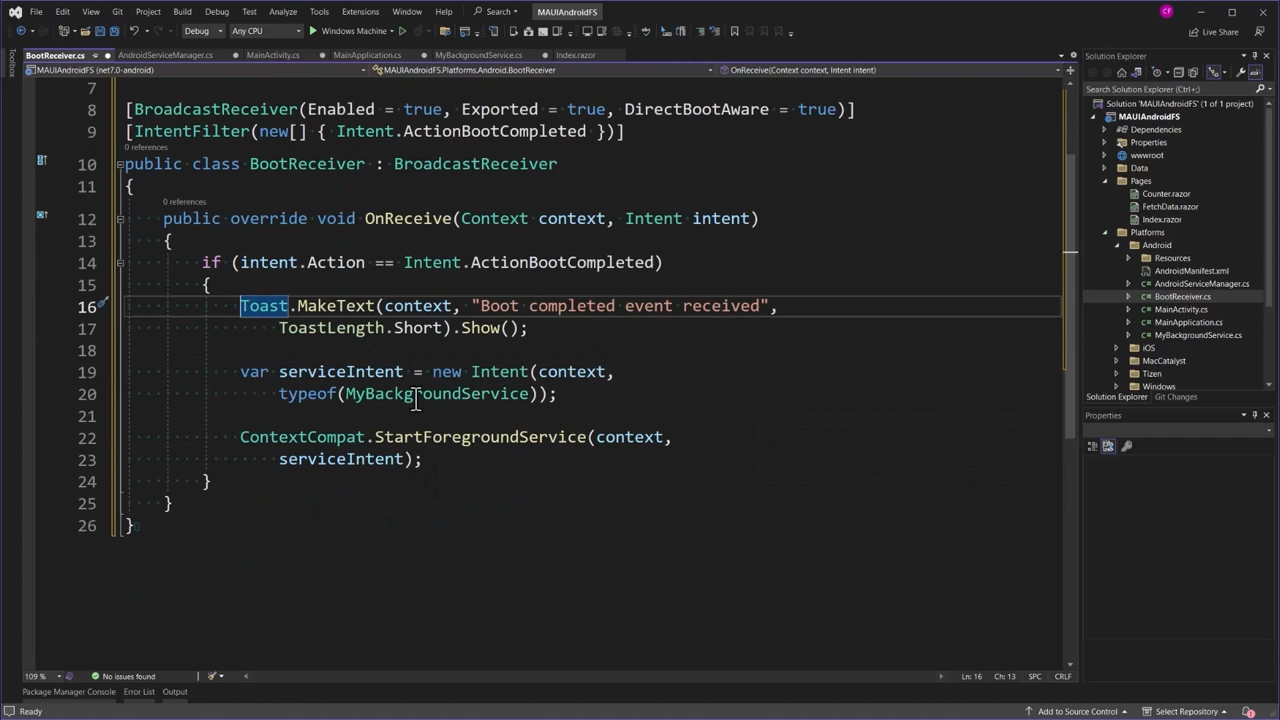 File Edit View Git Project Build Debug Test Analyze Tools Extensions Window Help Search MAUIAndroidFS CF
Debug Any CPU Windows Machine Live Share
BootReceiver.cs AndroidServiceManager.cs MainActivity.cs MainApplication.cs MyBackgroundService.cs Index.razor
MAUIAndroidFS (net7.0-android) MAUIAndroidFS.Platforms.Android.BootReceiver OnReceive(Context context, Intent intent)
Toolbox
7
8 [BroadcastReceiver(Enabled = true, Exported = true, DirectBootAware = true)]
9 [IntentFilter(new[] { Intent.ActionBootCompleted })]
0 references
10 public class BootReceiver : BroadcastReceiver
11 {
0 references
12 public override void OnReceive(Context context, Intent intent)
13 {
14 if (intent.Action == Intent.ActionBootCompleted)
15 {
16 Toast.MakeText(context, "Boot completed event received",
17 ToastLength.Short).Show();
18
19 var serviceIntent = new Intent(context,
20 typeof(MyBackgroundService));
21
22 ContextCompat.StartForegroundService(context,
23 serviceIntent);
24 }
25 }
26 }
109 % No issues found Ln: 16 Ch: 13 SPC CRLF
Package Manager Console Error List Output
Ready Add to Source Control Select Repository 1
Solution Explorer
Search Solution Explorer (Ctrl+;)
Solution 'MAUIAndroidFS' (1 of 1 project)
MAUIAndroidFS
Dependencies
Properties
wwwroot
Data
Pages
Counter.razor
FetchData.razor
Index.razor
Platforms
Android
Resources
AndroidManifest.xml
AndroidServiceManager.cs
BootReceiver.cs
MainActivity.cs
MainApplication.cs
MyBackgroundService.cs
iOS
MacCatalyst
Tizen
Windows
Solution Explorer Git Changes
Properties